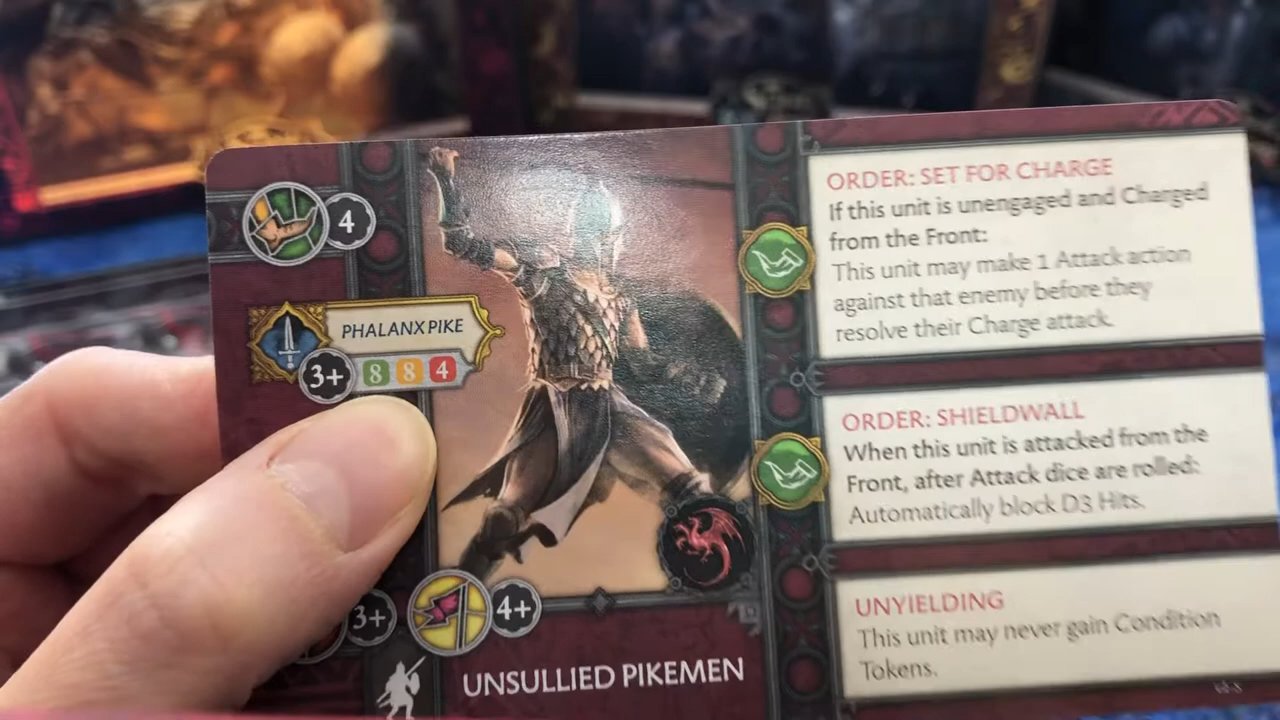 4
PHALANX PIKE
3+ 8 8 4
3+ 4+
UNSULLIED PIKEMEN
ORDER: SET FOR CHARGE
If this unit is unengaged and Charged
from the Front:
This unit may make 1 Attack action
against that enemy before they
resolve their Charge attack.
ORDER: SHIELDWALL
When this unit is attacked from the
Front, after Attack dice are rolled:
Automatically block D3 Hits.
UNYIELDING
This unit may never gain Condition
Tokens.